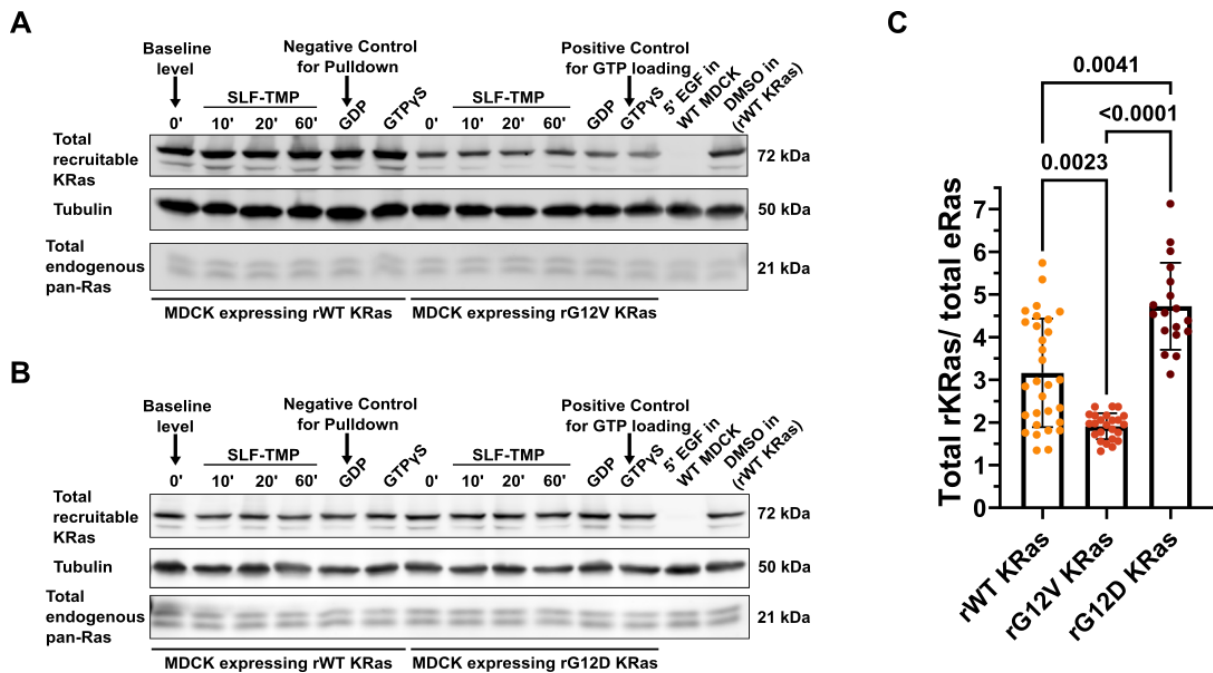 A
Baseline level
Negative Control for Pulldown
Positive Control for GTP loading
SLF-TMP
SLF-TMP
0' 10' 20' 60' GDP GTPγS 0' 10' 20' 60' GDP GTPγS 5' EGF in WT MDCK DMSO in (rWT KRas)
Total recruitable KRas
72 kDa
Tubulin
50 kDa
Total endogenous pan-Ras
21 kDa
MDCK expressing rWT KRas
MDCK expressing rG12V KRas
B
Baseline level
Negative Control for Pulldown
Positive Control for GTP loading
SLF-TMP
SLF-TMP
0' 10' 20' 60' GDP GTPγS 0' 10' 20' 60' GDP GTPγS 5' EGF in WT MDCK DMSO in (rWT KRas)
Total recruitable KRas
72 kDa
Tubulin
50 kDa
Total endogenous pan-Ras
21 kDa
MDCK expressing rWT KRas
MDCK expressing rG12D KRas
C
0.0041
<0.0001
0.0023
Total rKRas/ total eRas
7
6
5
4
3
2
1
0
rWT KRas
rG12V KRas
rG12D KRas